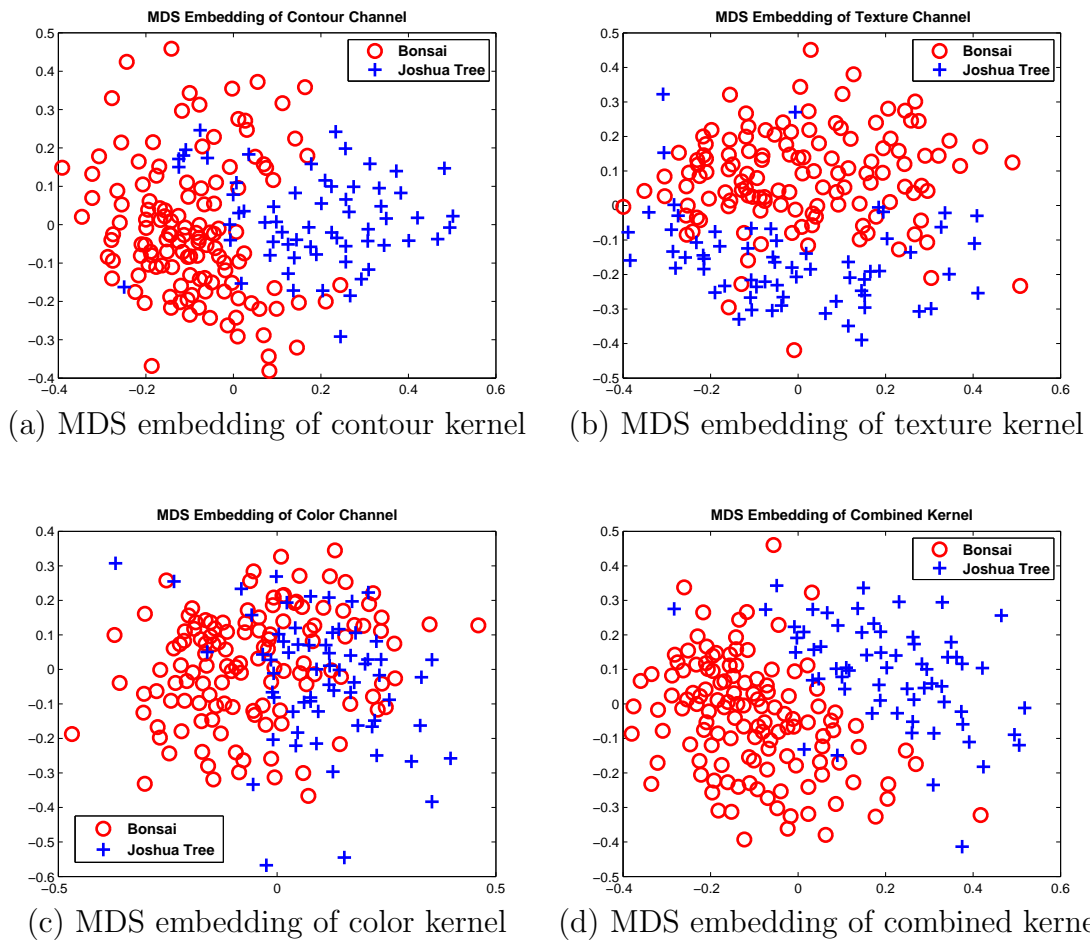 MDS Embedding of Contour Channel
0.5
0.4
0.3
0.2
0.1
0
−0.1
−0.2
−0.3
−0.4
−0.4 −0.2 0 0.2 0.4 0.6
Bonsai
Joshua Tree
(a) MDS embedding of contour kernel
MDS Embedding of Texture Channel
0.5
0.4
0.3
0.2
0.1
0
−0.1
−0.2
−0.3
−0.4
−0.5
−0.4 −0.2 0 0.2 0.4 0.6
Bonsai
Joshua Tree
(b) MDS embedding of texture kernel
MDS Embedding of Color Channel
0.4
0.3
0.2
0.1
0
−0.1
−0.2
−0.3
−0.4
−0.5
−0.6
−0.5 0 0.5
Bonsai
Joshua Tree
(c) MDS embedding of color kernel
MDS Embedding of Combined Kernel
0.5
0.4
0.3
0.2
0.1
0
−0.1
−0.2
−0.3
−0.4
−0.5
−0.4 −0.2 0 0.2 0.4 0.6
Bonsai
Joshua Tree
(d) MDS embedding of combined kerne